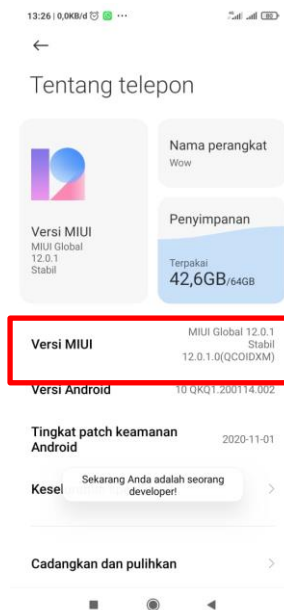 13:26 | 0,0KB/d
Tentang telepon
Versi MIUI
MIUI Global
12.0.1
Stabil
Nama perangkat
Wow
Penyimpanan
Terpakai
42,6GB/64GB
Versi MIUI
MIUI Global 12.0.1
Stabil
12.0.1.0(QCOIDXM)
Versi Android
10 QKQ1.200114.002
Tingkat patch keamanan
Android
2020-11-01
Kesel
Sekarang Anda adalah seorang
developer!
Cadangkan dan pulihkan